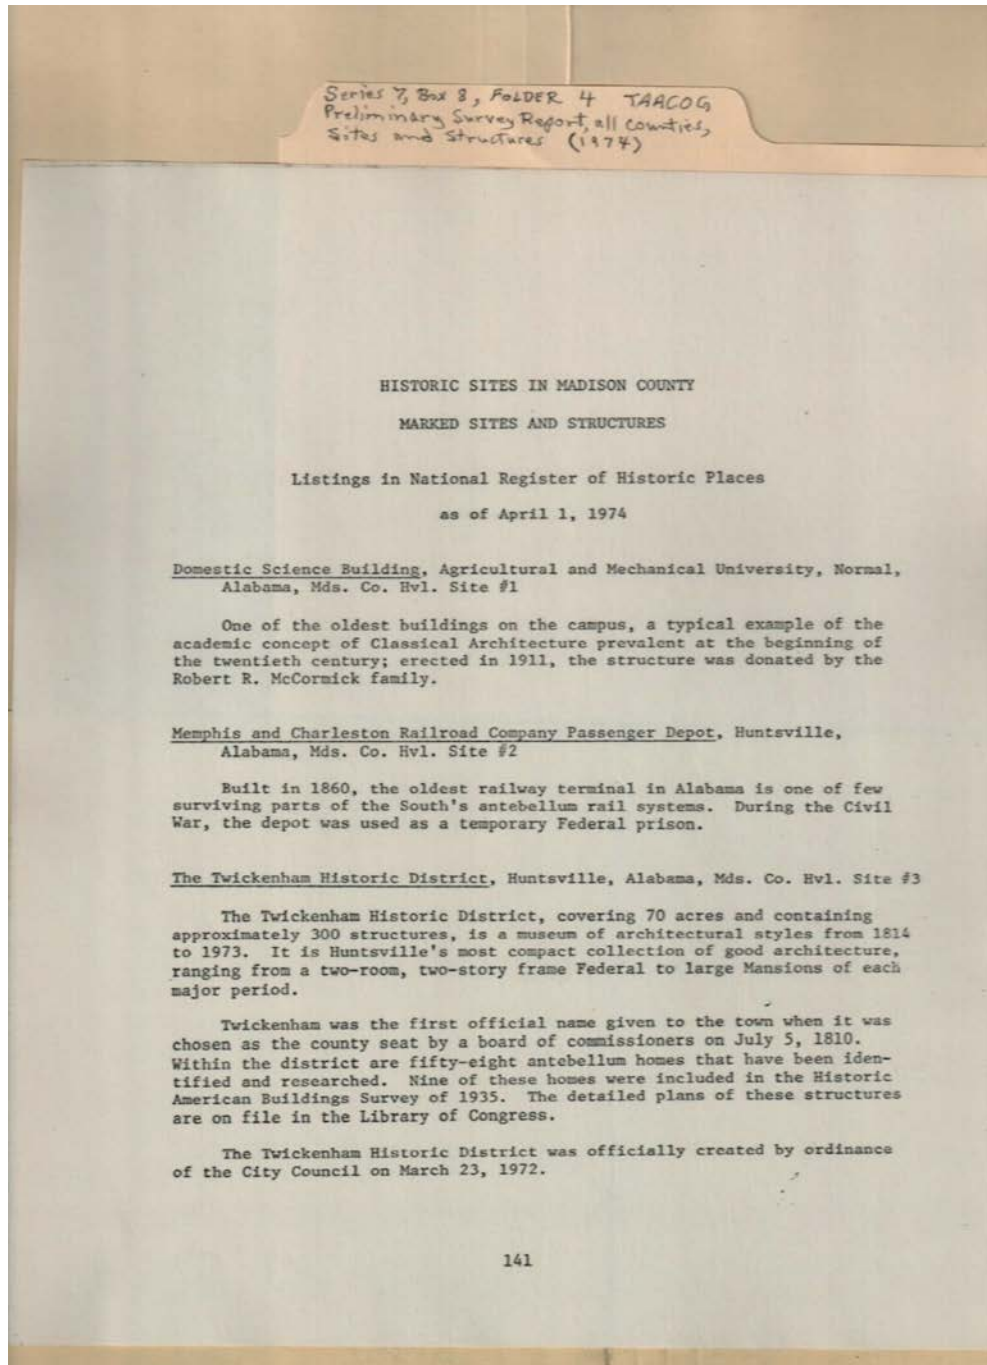 Series 7, Box 8, FOLDER 4 TARCOG
Preliminary Survey Report, all Counties,
Sites and Structures (1974)
HISTORIC SITES IN MADISON COUNTY
MARKED SITES AND STRUCTURES
Listings in National Register of Historic Places
as of April 1, 1974
Domestic Science Building, Agricultural and Mechanical University, Normal,
Alabama, Mds. Co. Hvl. Site #1
One of the oldest buildings on the campus, a typical example of the
academic concept of Classical Architecture prevalent at the beginning of
the twentieth century; erected in 1911, the structure was donated by the
Robert R. McCormick family.
Memphis and Charleston Railroad Company Passenger Depot, Huntsville,
Alabama, Mds. Co. Hvl. Site #2
Built in 1860, the oldest railway terminal in Alabama is one of few
surviving parts of the South's antebellum rail systems. During the Civil
War, the depot was used as a temporary Federal prison.
The Twickenham Historic District, Huntsville, Alabama, Mds. Co. Hvl. Site #3
The Twickenham Historic District, covering 70 acres and containing
approximately 300 structures, is a museum of architectural styles from 1814
to 1973. It is Huntsville's most compact collection of good architecture,
ranging from a two-room, two-story frame Federal to large Mansions of each
major period.
Twickenham was the first official name given to the town when it was
chosen as the county seat by a board of commissioners on July 5, 1810.
Within the district are fifty-eight antebellum homes that have been iden-
tified and researched. Nine of these homes were included in the Historic
American Buildings Survey of 1935. The detailed plans of these structures
are on file in the Library of Congress.
The Twickenham Historic District was officially created by ordinance
of the City Council on March 23, 1972.
141